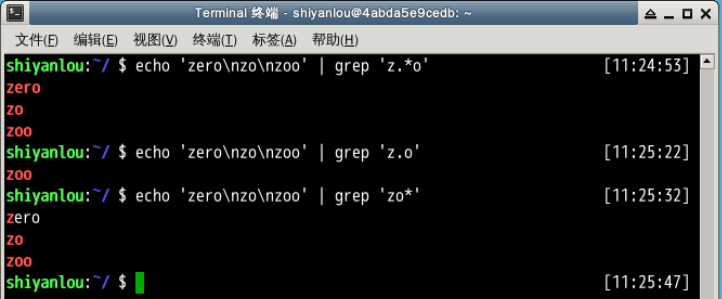 Terminal 终端 - shiyanlou@4abda5e9cedb: ~
文件(F) 编辑(E) 视图(V) 终端(T) 标签(A) 帮助(H)
shiyanlou:~/ $ echo 'zero\nzo\nzoo' | grep 'z.*o' [11:24:53]
zero
zo
zoo
shiyanlou:~/ $ echo 'zero\nzo\nzoo' | grep 'z.o' [11:25:22]
zoo
shiyanlou:~/ $ echo 'zero\nzo\nzoo' | grep 'zo*' [11:25:32]
zero
zo
zoo
shiyanlou:~/ $ [11:25:47]